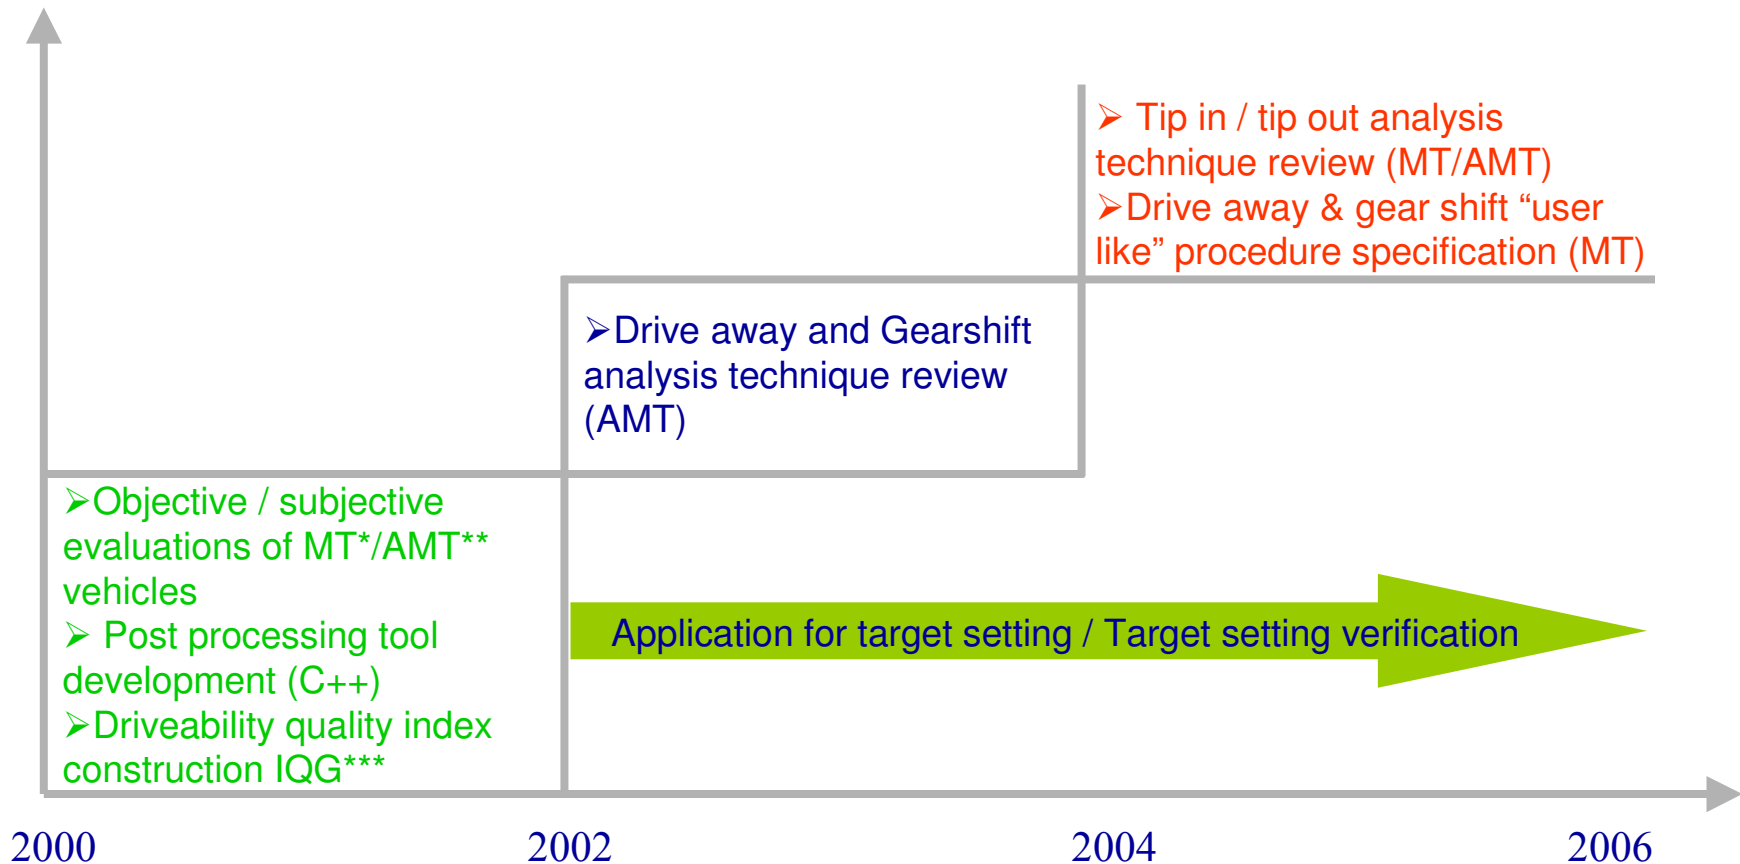 ➢ Tip in / tip out analysis
technique review (MT/AMT)
➢Drive away & gear shift “user
like” procedure specification (MT)
➢Drive away and Gearshift
analysis technique review
(AMT)
➢Objective / subjective
evaluations of MT*/AMT**
vehicles
➢ Post processing tool
development (C++)
➢Driveability quality index
construction IQG***
Application for target setting / Target setting verification
2000
2002
2004
2006